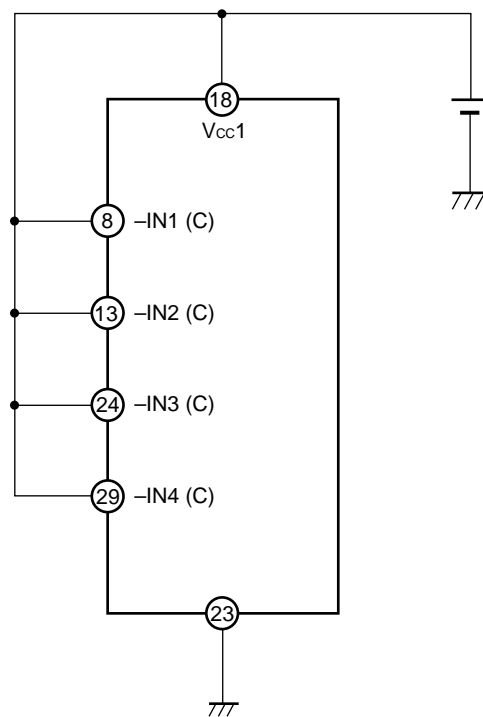 18
Vcc1
8 –IN1 (C)
13 –IN2 (C)
24 –IN3 (C)
29 –IN4 (C)
23